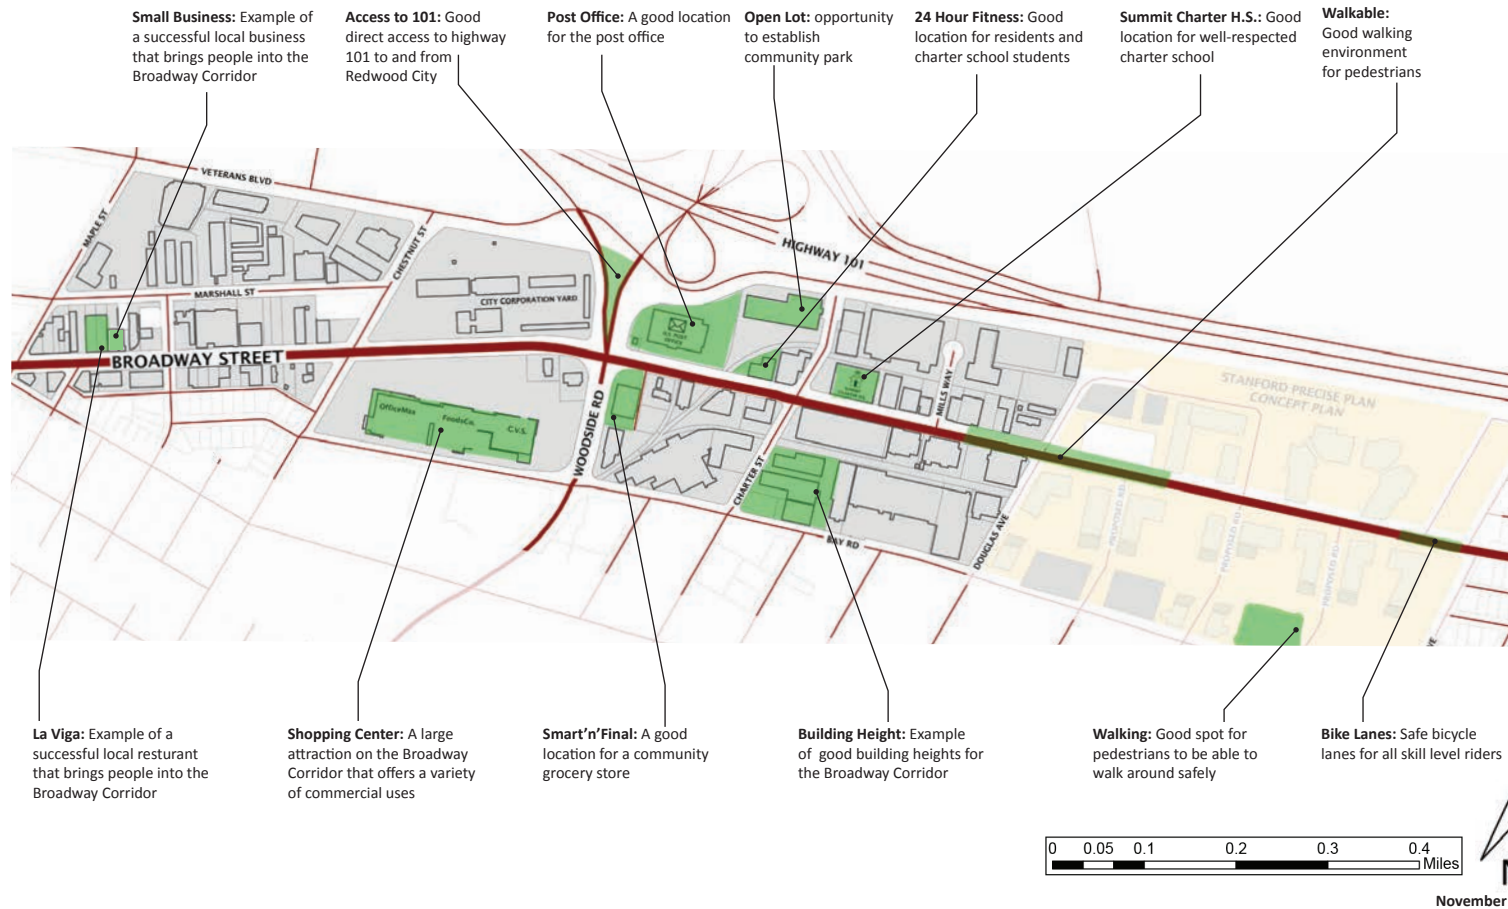 Small Business: Example of
a successful local business
that brings people into the
Broadway Corridor
Access to 101: Good
direct access to highway
101 to and from
Redwood City
Post Office: A good location
for the post office
Open Lot: opportunity
to establish
community park
24 Hour Fitness: Good
location for residents and
charter school students
Summit Charter H.S.: Good
location for well-respected
charter school
Walkable:
Good walking
environment
for pedestrians
VETERANS BLVD
MAPLE ST
CHESTNUT ST
HIGHWAY 101
MARSHALL ST
CITY CORPORATION YARD
U.S. POST
OFFICE
BROADWAY STREET
MILLS WAY
STANFORD PRECISE PLAN
CONCEPT PLAN
OfficeMax
FoodsCo.
C.V.S.
WOODSIDE RD
CHARTER ST
BAY RD
DOUGLAS AVE
PROPOSED RD
PROPOSED RD
PROPOSED RD
VE
La Viga: Example of a
successful local resturant
that brings people into the
Broadway Corridor
Shopping Center: A large
attraction on the Broadway
Corridor that offers a variety
of commercial uses
Smart'n'Final: A good
location for a community
grocery store
Building Height: Example
of good building heights for
the Broadway Corridor
Walking: Good spot for
pedestrians to be able to
walk around safely
Bike Lanes: Safe bicycle
lanes for all skill level riders
0 0.05 0.1 0.2 0.3 0.4
Miles
N
November